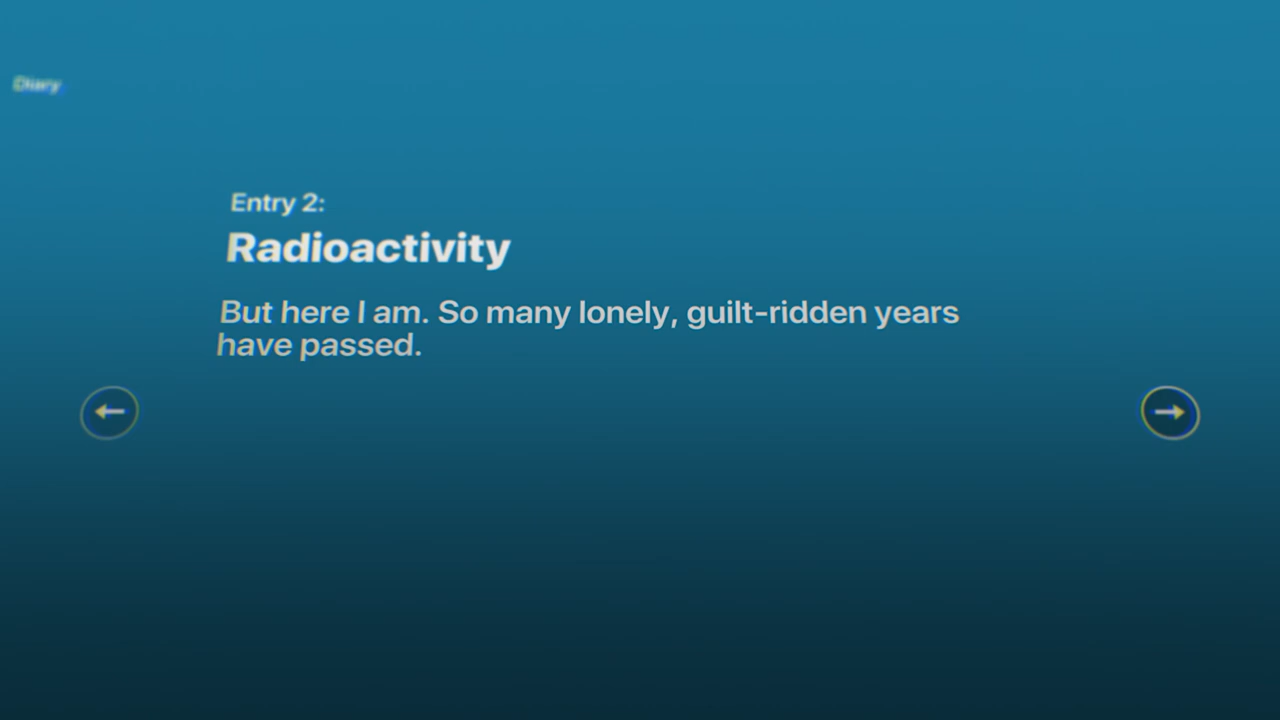 Diary
Entry 2:
Radioactivity
But here I am. So many lonely, guilt-ridden years
have passed.